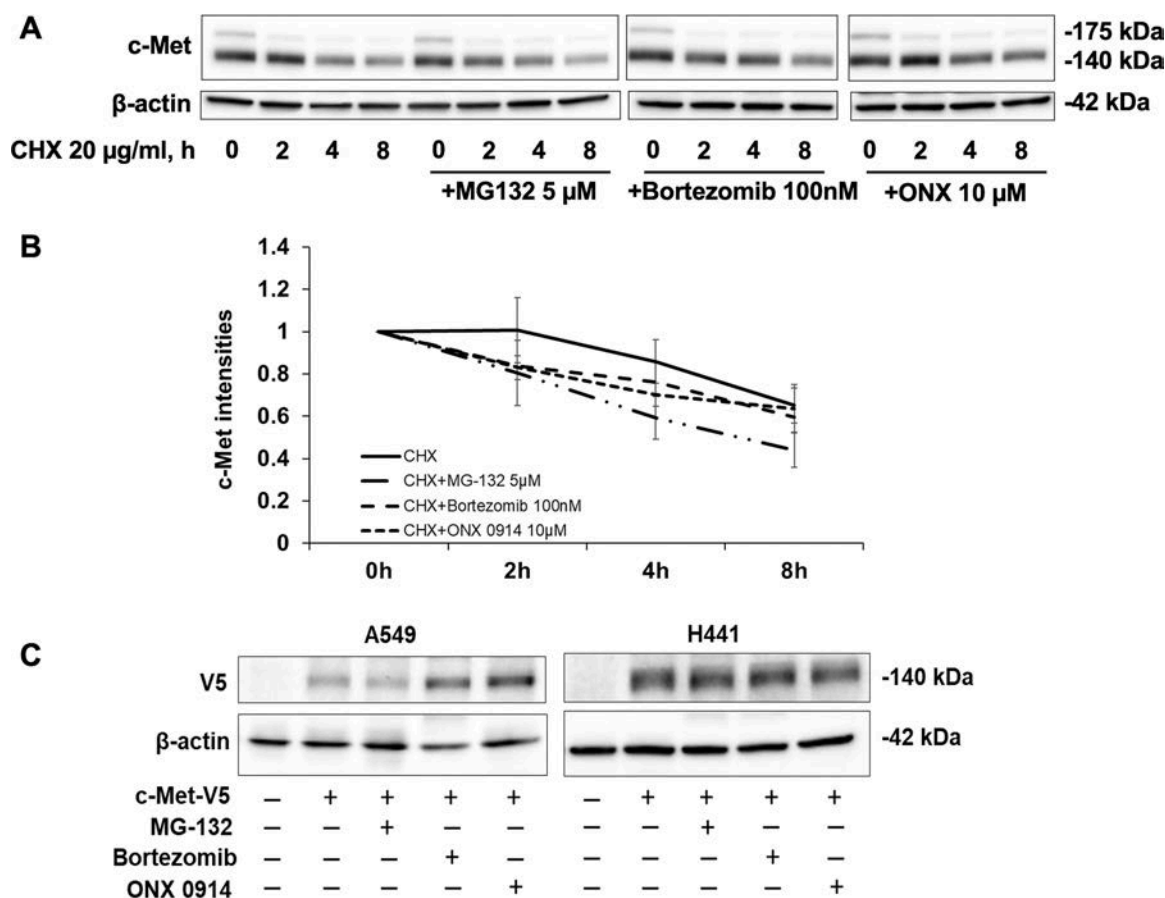 A
c-Met
-175 kDa
-140 kDa
β-actin
-42 kDa
CHX 20 µg/ml, h 0 2 4 8 0 2 4 8 0 2 4 8 0 2 4 8
+MG132 5 µM +Bortezomib 100nM +ONX 10 µM
B
c-Met intensities
1.4
1.2
1
0.8
0.6
0.4
0.2
0
CHX
CHX+MG-132 5µM
CHX+Bortezomib 100nM
CHX+ONX 0914 10µM
0h 2h 4h 8h
C
A549 H441
V5 -140 kDa
β-actin -42 kDa
c-Met-V5 – + + + + – + + + +
MG-132 – – + – – – – + – –
Bortezomib – – – + – – – – + –
ONX 0914 – – – – + – – – – +